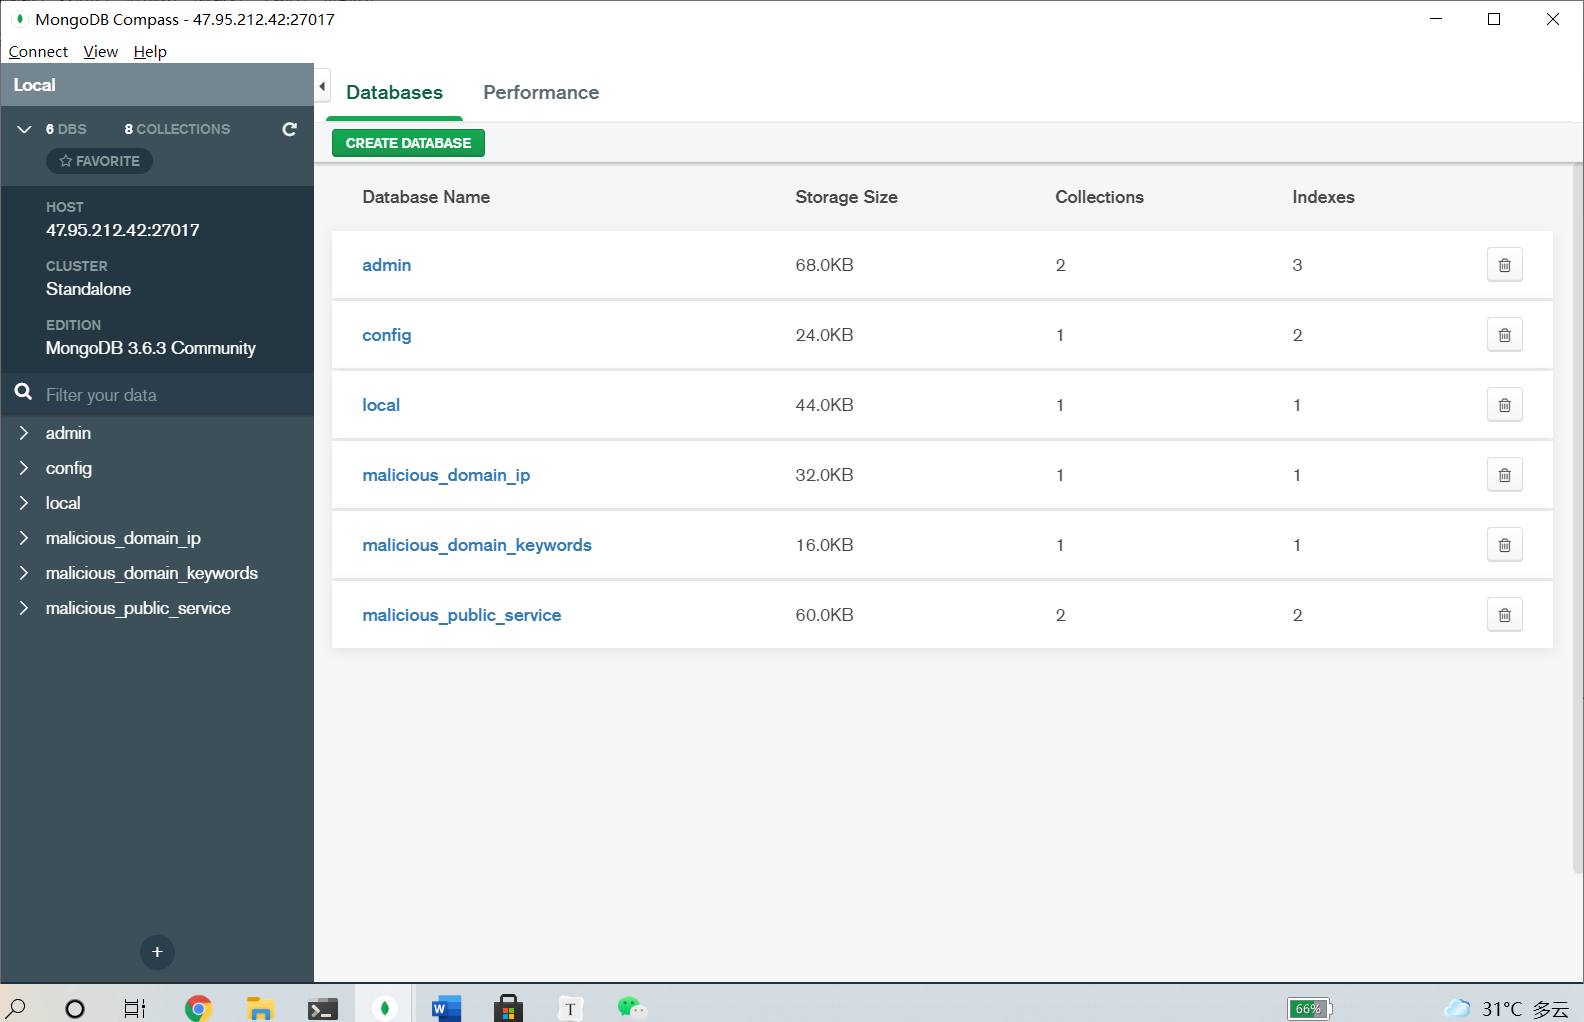 MongoDB Compass - 47.95.212.42:27017
Connect View Help
Local
6 DBS 8 COLLECTIONS
FAVORITE
HOST
47.95.212.42:27017
CLUSTER
Standalone
EDITION
MongoDB 3.6.3 Community
Filter your data
admin
config
local
malicious_domain_ip
malicious_domain_keywords
malicious_public_service
+
Databases Performance
CREATE DATABASE
Database Name Storage Size Collections Indexes
admin 68.0KB 2 3
config 24.0KB 1 2
local 44.0KB 1 1
malicious_domain_ip 32.0KB 1 1
malicious_domain_keywords 16.0KB 1 1
malicious_public_service 60.0KB 2 2
W T 66% 31°C 多云